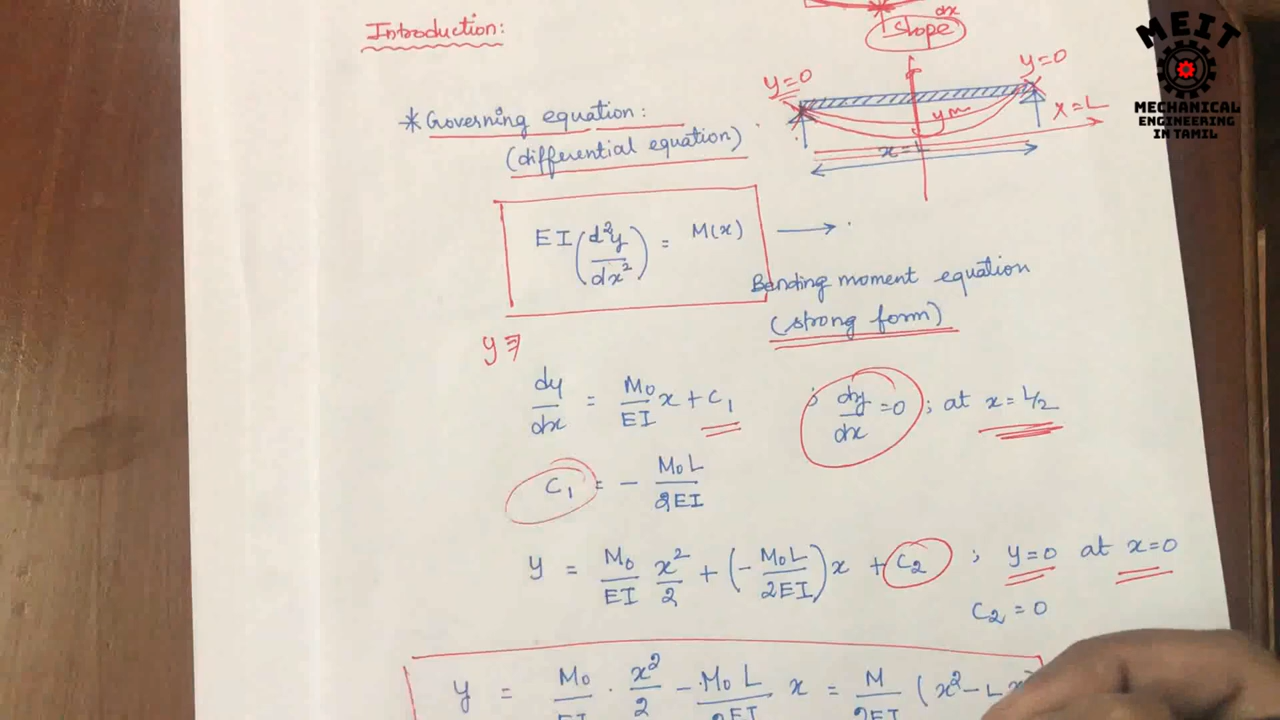 Introduction:
dx
slope
y=0
y=0
x=L
ym
MEIT
MECHANICAL
ENGINEERING
IN TAMIL
* Governing equation:
(differential equation)
EI(d²y/dx²) = M(x) →
Bending moment equation
(strong form)
y =
dy/dx = M₀/EI x + C₁ ; dy/dx = 0 ; at x = L/2
C₁ = - M₀L/2EI
y = M₀/EI x²/2 + (- M₀L/2EI) x + C₂ ; y=0 at x=0
C₂ = 0
y = M₀/EI . x²/2 - M₀L/2EI x = M/2EI (x² - L